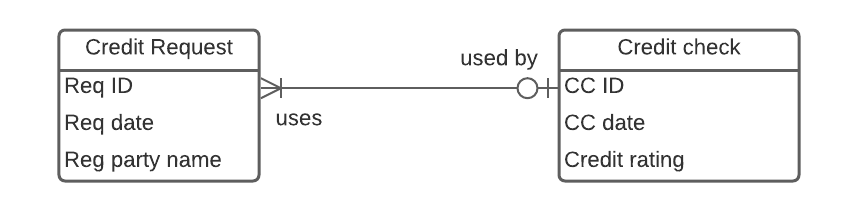 Credit Request
Req ID
Req date
Reg party name
uses
used by
Credit check
CC ID
CC date
Credit rating